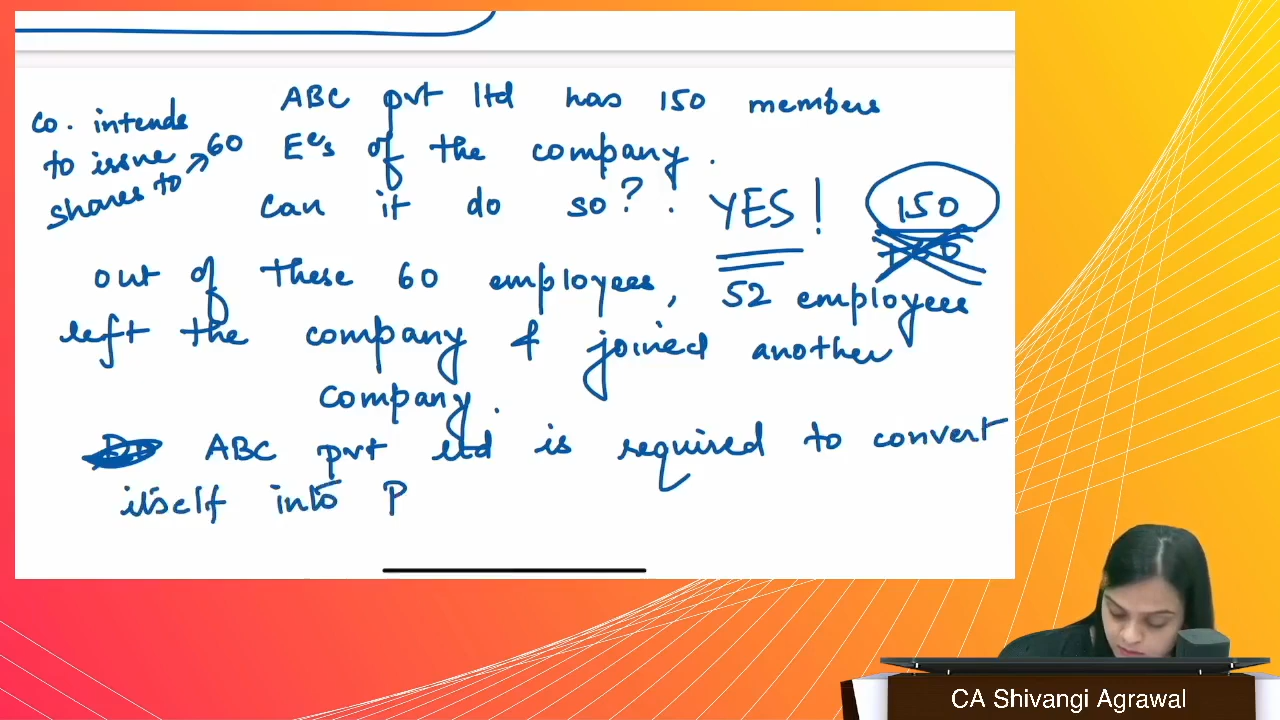 ABC pvt ltd has 150 members
Co. intends
to issue
shares to → 60 Ees of the company.
Can it do so? YES! 150
out of these 60 employees, 52 employees
left the company & joined another
company.
ABC pvt ltd is required to convert
itself into P
CA Shivangi Agrawal